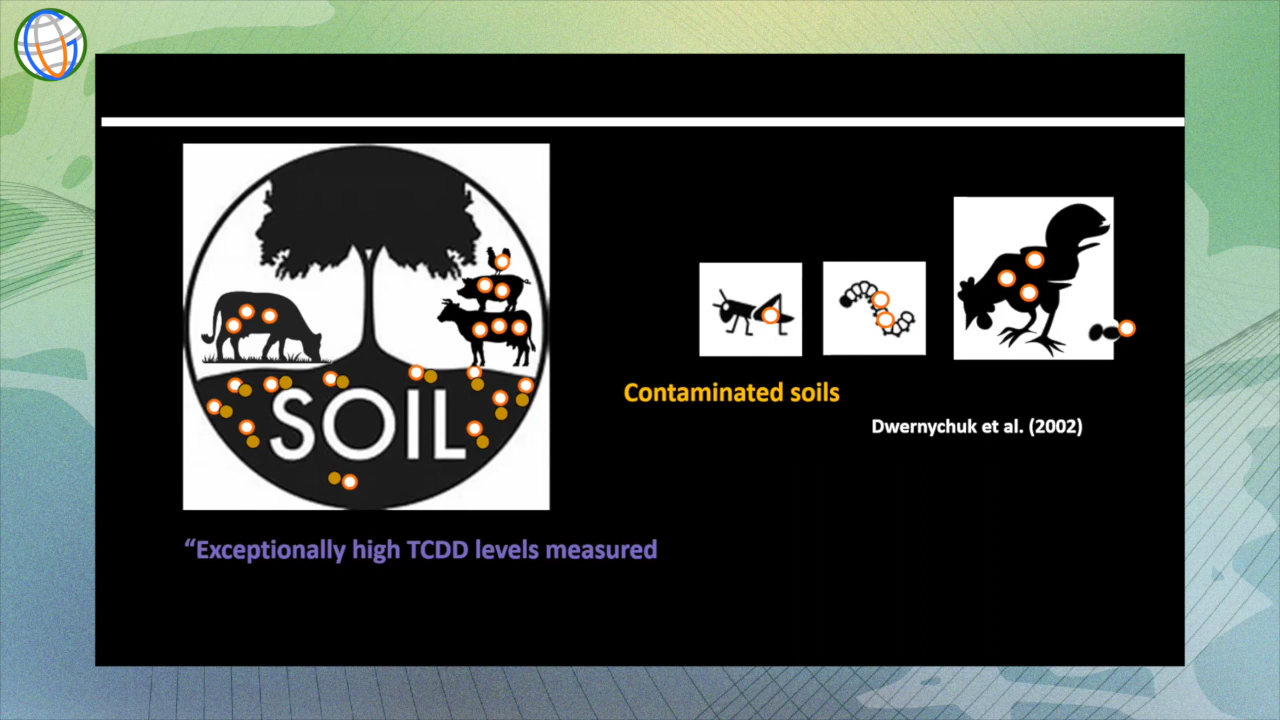 SOIL
Contaminated soils
Dwernychuk et al. (2002)
“Exceptionally high TCDD levels measured